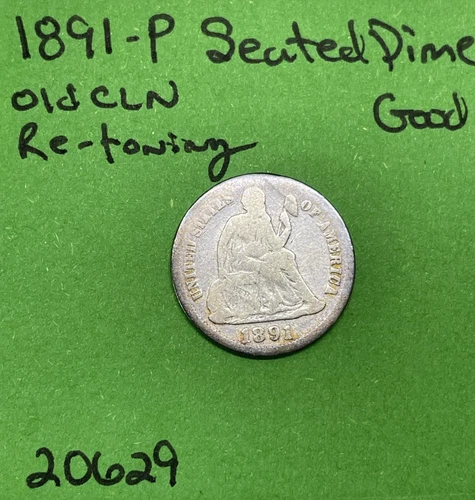 1891-P Seated Dime
Old CLN
Good
Re-toning
UNITED STATES OF AMERICA
1891
20629